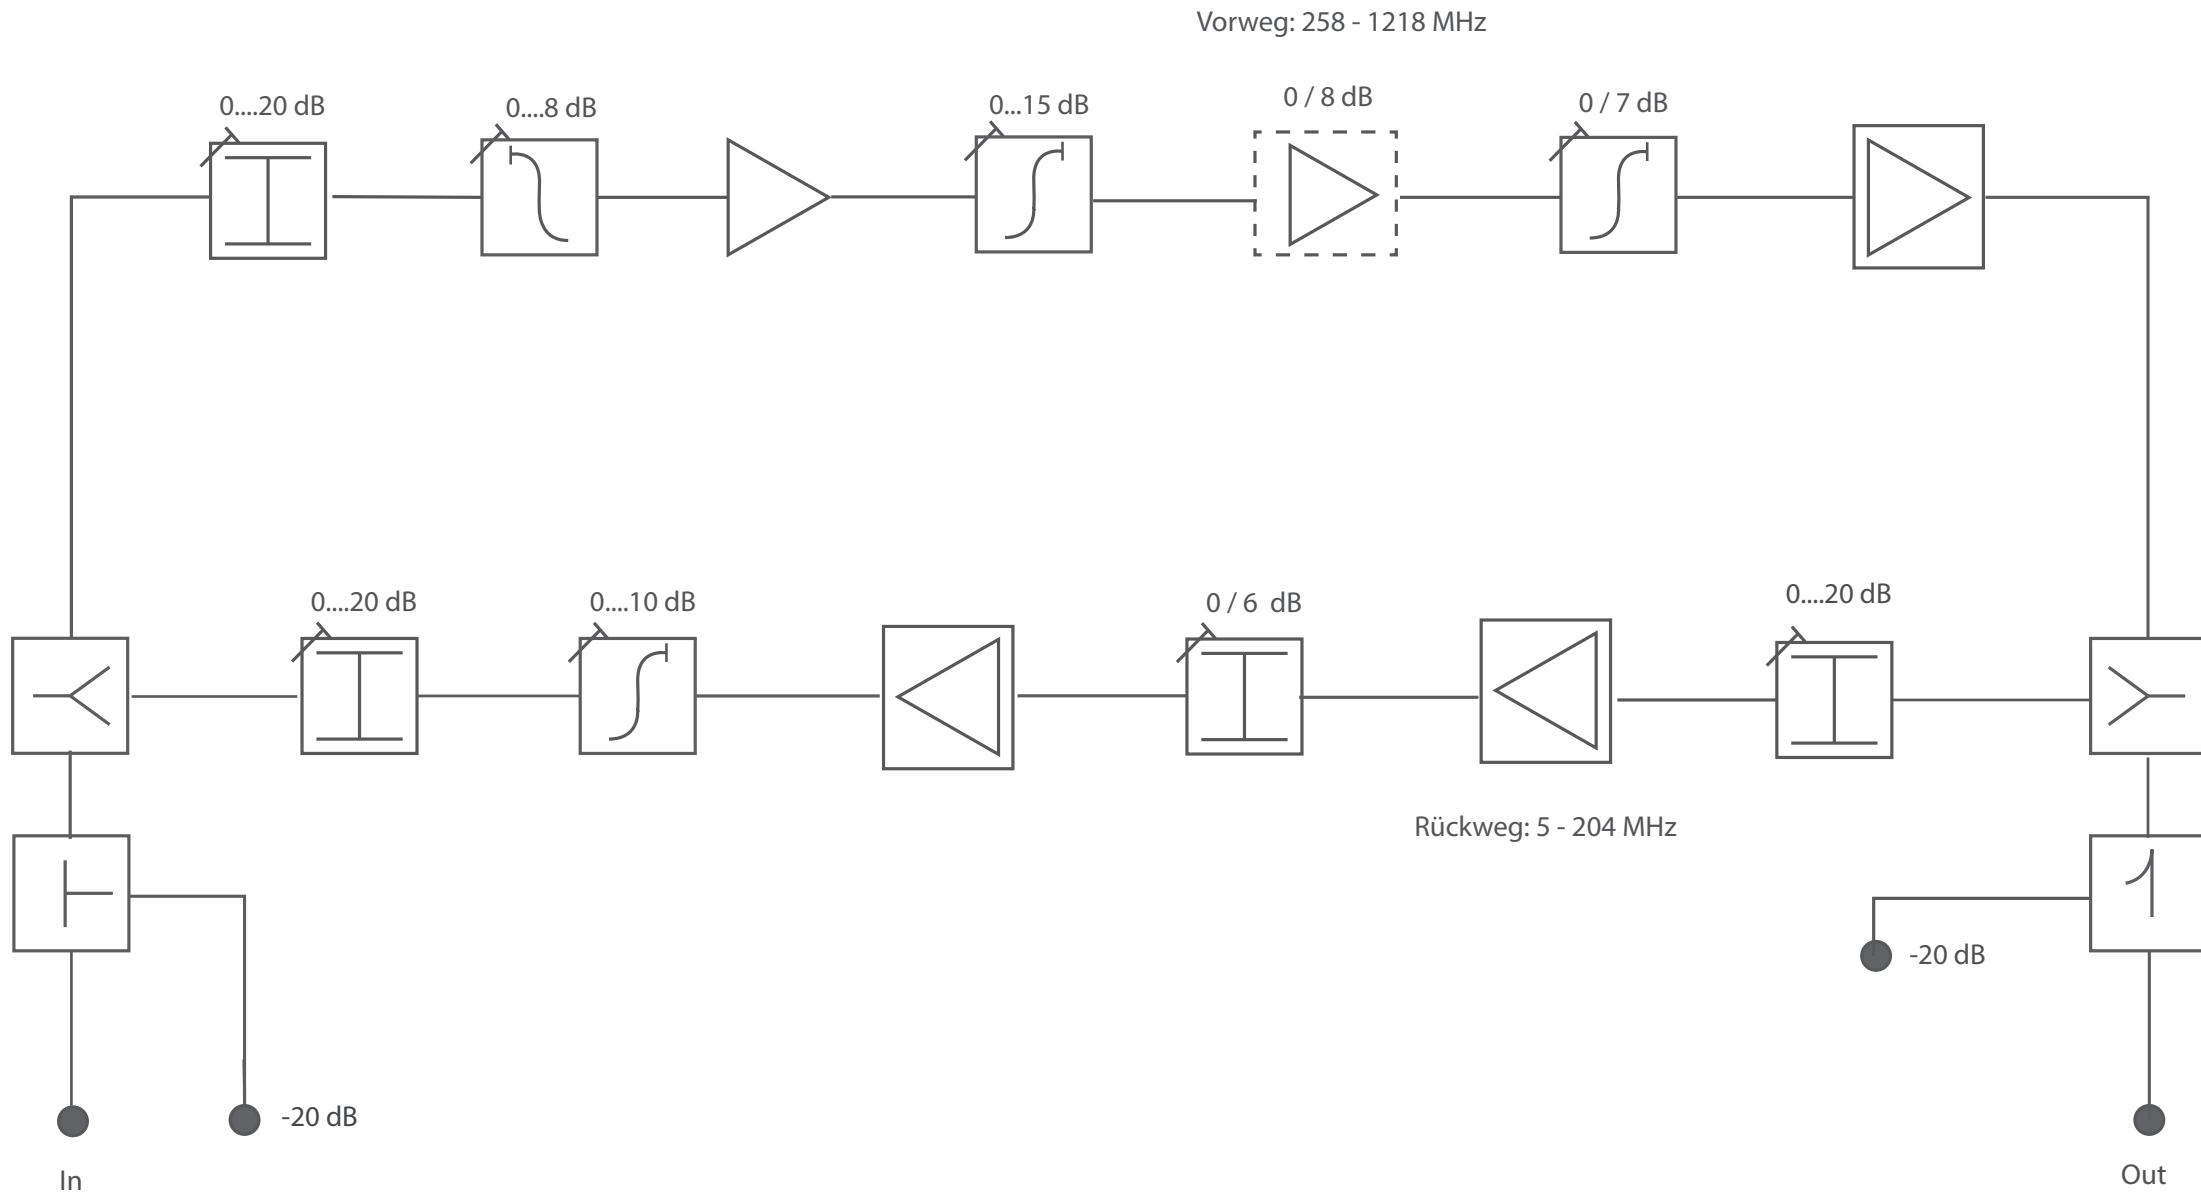 Vorweg: 258 - 1218 MHz
0....20 dB
0....8 dB
0...15 dB
0 / 8 dB
0 / 7 dB
0....20 dB
0....10 dB
0 / 6 dB
0....20 dB
Rückweg: 5 - 204 MHz
-20 dB
-20 dB
In
Out